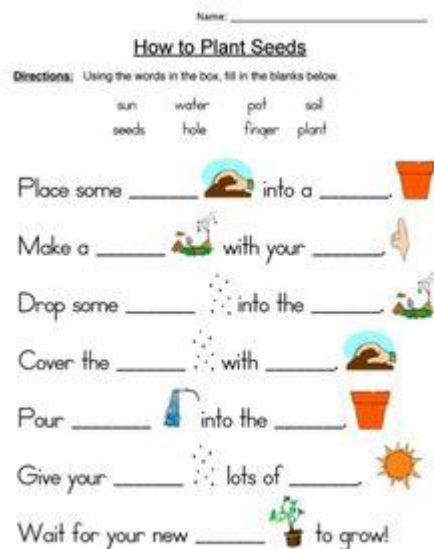 Name: ____________________
How to Plant Seeds
Directions: Using the words in the box, fill in the blanks below.
sun water pot soil
seeds hole finger plant
Place some ______ into a ______.
Make a ______ with your ______.
Drop some ______ into the ______.
Cover the ______ with ______.
Pour ______ into the ______.
Give your ______ lots of ______.
Wait for your new ______ to grow!